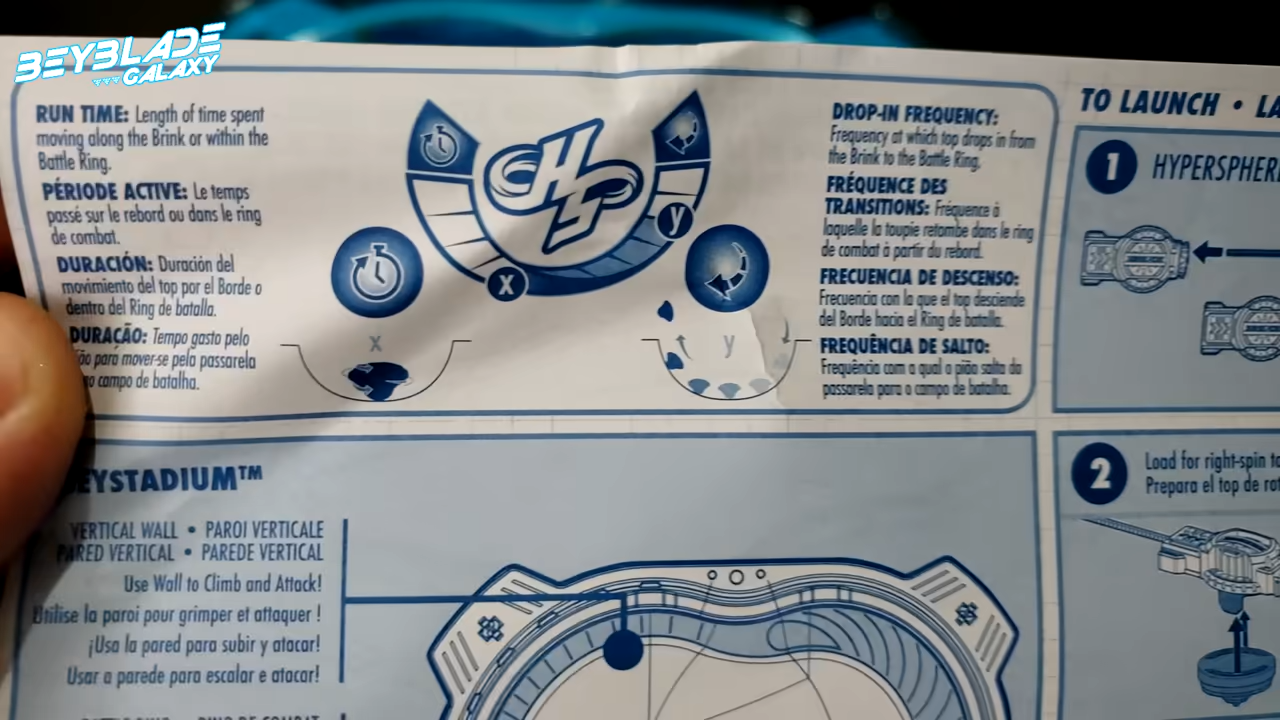 BEYBLADE
GALAXY
RUN TIME: Length of time spent
moving along the Brink or within the
Battle Ring.
PÉRIODE ACTIVE: Le temps
passé sur le rebord ou dans le ring
de combat.
DURACIÓN: Duración del
movimiento del top por el Borde o
dentro del Ring de batalla.
DURAÇÃO: Tempo gasto pelo
para mover-se pela passarela
campo de batalha.
X
y
X
y
DROP-IN FREQUENCY:
Frequency at which top drops in from
the Brink to the Battle Ring.
FRÉQUENCE DES
TRANSITIONS: Fréquence à
laquelle la toupie retombe dans le ring
de combat à partir du rebord.
FRECUENCIA DE DESCENSO:
Frecuencia con la que el top desciende
del Borde hacia el Ring de batalla.
FREQUÊNCIA DE SALTO:
Frequência com a qual o pião salta da
passarela para o campo de batalha.
TO LAUNCH •
1 HYPERSPHERE
2 Load for right-spin
Prepara el top de
EYSTADIUM™
VERTICAL WALL • PAROI VERTICALE
PARED VERTICAL • PAREDE VERTICAL
Use Wall to Climb and Attack!
Utilise la paroi pour grimper et attaquer !
¡Usa la pared para subir y atacar!
Usar a parede para escalar e atacar!